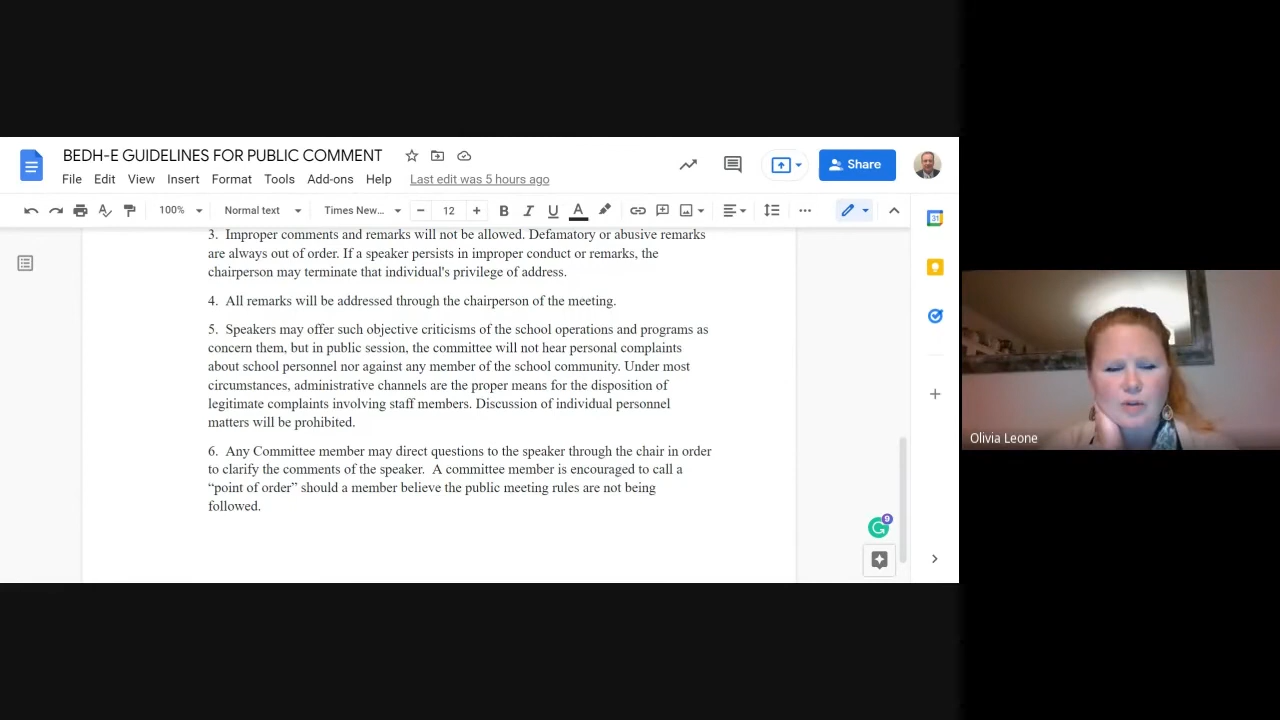 BEDH-E GUIDELINES FOR PUBLIC COMMENT
File Edit View Insert Format Tools Add-ons Help Last edit was 5 hours ago
Share
100% Normal text Times New... 12 B I U A
31
3. Improper comments and remarks will not be allowed. Defamatory or abusive remarks
are always out of order. If a speaker persists in improper conduct or remarks, the
chairperson may terminate that individual's privilege of address.
4. All remarks will be addressed through the chairperson of the meeting.
5. Speakers may offer such objective criticisms of the school operations and programs as
concern them, but in public session, the committee will not hear personal complaints
about school personnel nor against any member of the school community. Under most
circumstances, administrative channels are the proper means for the disposition of
legitimate complaints involving staff members. Discussion of individual personnel
matters will be prohibited.
6. Any Committee member may direct questions to the speaker through the chair in order
to clarify the comments of the speaker. A committee member is encouraged to call a
“point of order” should a member believe the public meeting rules are not being
followed.
9
Olivia Leone